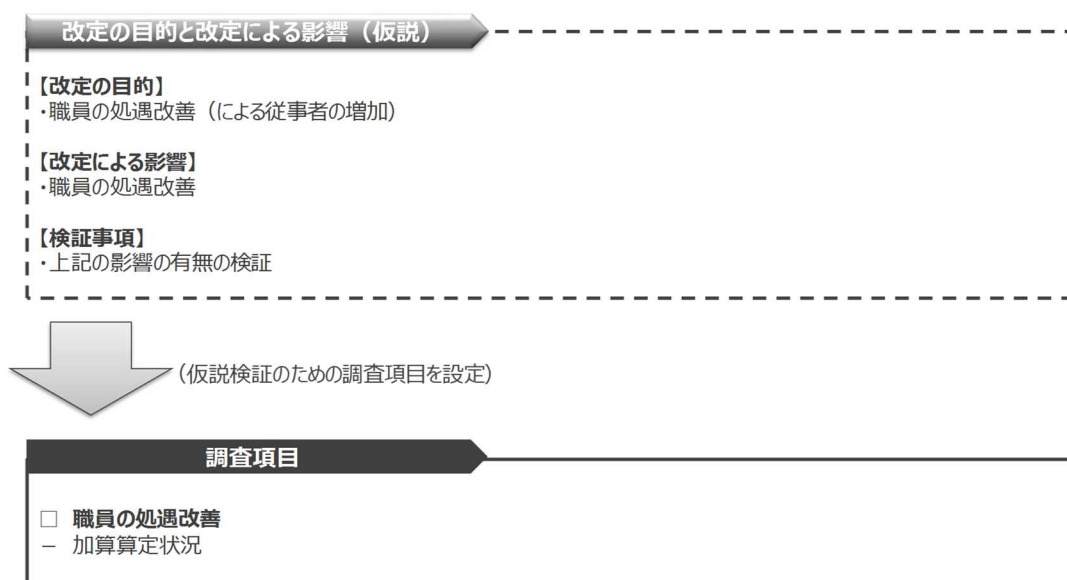 改定の目的と改定による影響（仮説）
【改定の目的】
・職員の処遇改善（による従事者の増加）
【改定による影響】
・職員の処遇改善
【検証事項】
・上記の影響の有無の検証
（仮説検証のための調査項目を設定）
調査項目
□ 職員の処遇改善
－ 加算算定状況